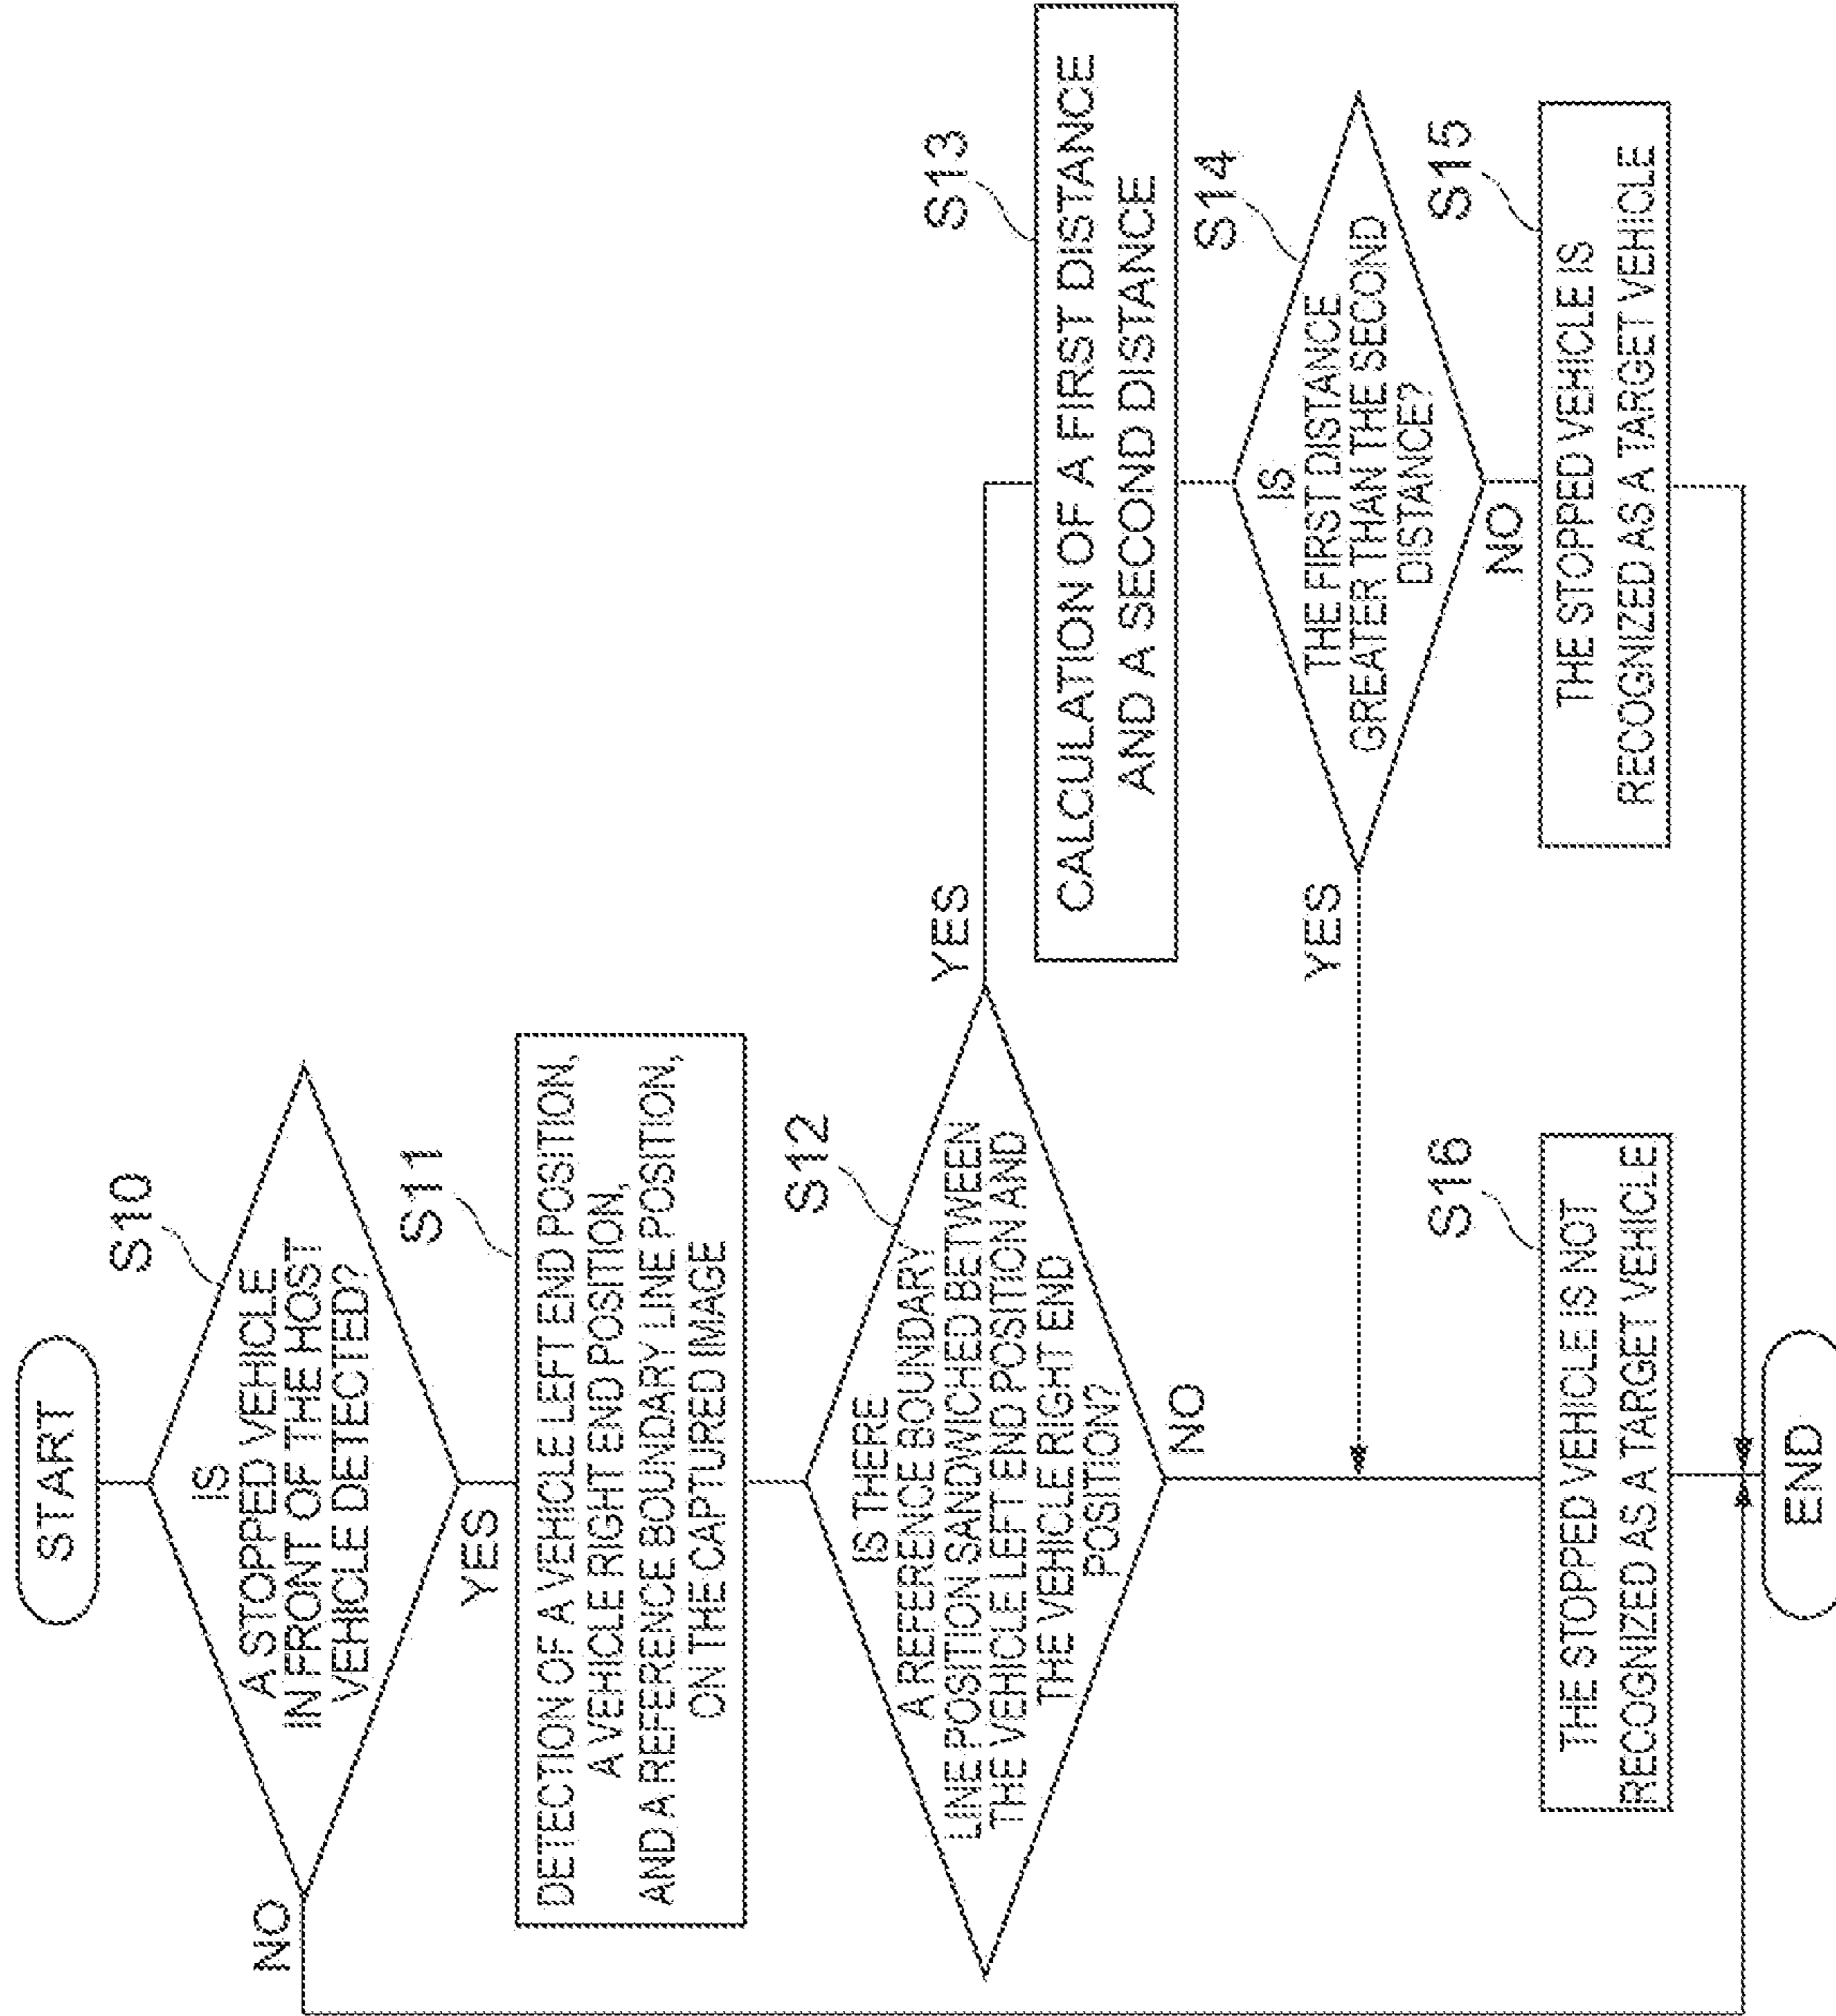 START
S10
IS
A STOPPED VEHICLE
IN FRONT OF THE HOST
VEHICLE DETECTED?
NO
YES
S11
DETECTION OF A VEHICLE LEFT END POSITION,
A VEHICLE RIGHT END POSITION,
AND A REFERENCE BOUNDARY LINE POSITION,
ON THE CAPTURED IMAGE
S12
IS THERE
A REFERENCE BOUNDARY
LINE POSITION SANDWICHED BETWEEN
THE VEHICLE LEFT END POSITION AND
THE VEHICLE RIGHT END
POSITION?
YES
NO
S13
CALCULATION OF A FIRST DISTANCE
AND A SECOND DISTANCE
S14
IS
THE FIRST DISTANCE
GREATER THAN THE SECOND
DISTANCE?
YES
NO
S15
THE STOPPED VEHICLE IS
RECOGNIZED AS A TARGET VEHICLE
S16
THE STOPPED VEHICLE IS NOT
RECOGNIZED AS A TARGET VEHICLE
END